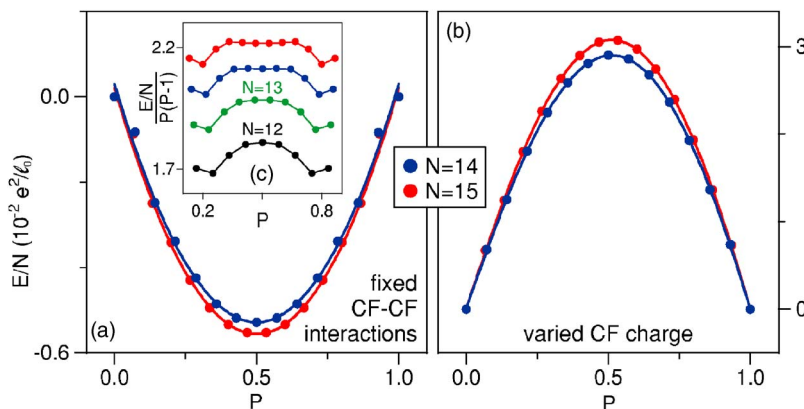 0.0
-0.6
E/N (10⁻² e²/ℓ₀)
(a)
fixed
CF-CF
interactions
0.0
0.5
1.0
P
2.2
1.7
E/N
P(P-1)
N=13
N=12
(c)
0.2
0.8
P
N=14
N=15
(b)
varied CF charge
3
0
0.0
0.5
1.0
P